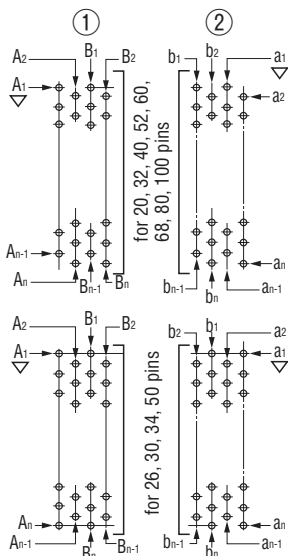 ① ②
A2 B1 B2 b1 b2 a1
A1 a2
for 20, 32, 40, 52, 60,
68, 80, 100 pins
An-1 an
An Bn-1 Bn bn-1 bn an-1
A2 B1 B2 b2 b1 a2
A1 a1
for 26, 30, 34, 50 pins
An an
An-1 Bn Bn-1 bn-1 bn an-1